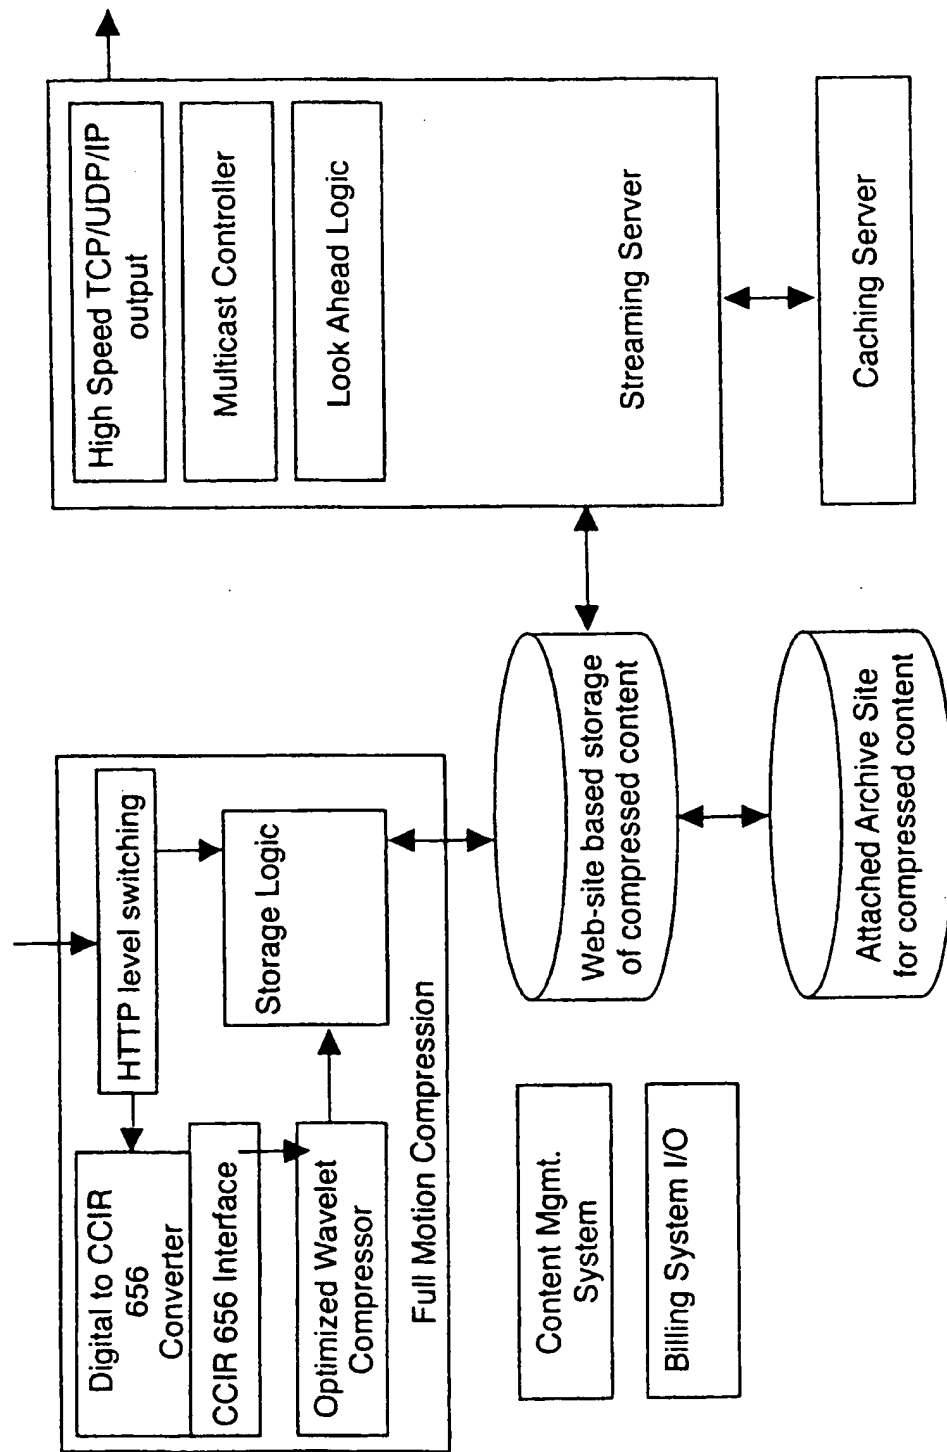 Digital to CCIR
656
Converter
CCIR 656 Interface
Optimized Wavelet
Compressor
HTTP level switching
Storage Logic
Full Motion Compression
Content Mgmt.
System
Billing System I/O
Web-site based storage
of compressed content
Attached Archive Site
for compressed content
High Speed TCP/UDP/IP
output
Multicast Controller
Look Ahead Logic
Streaming Server
Caching Server